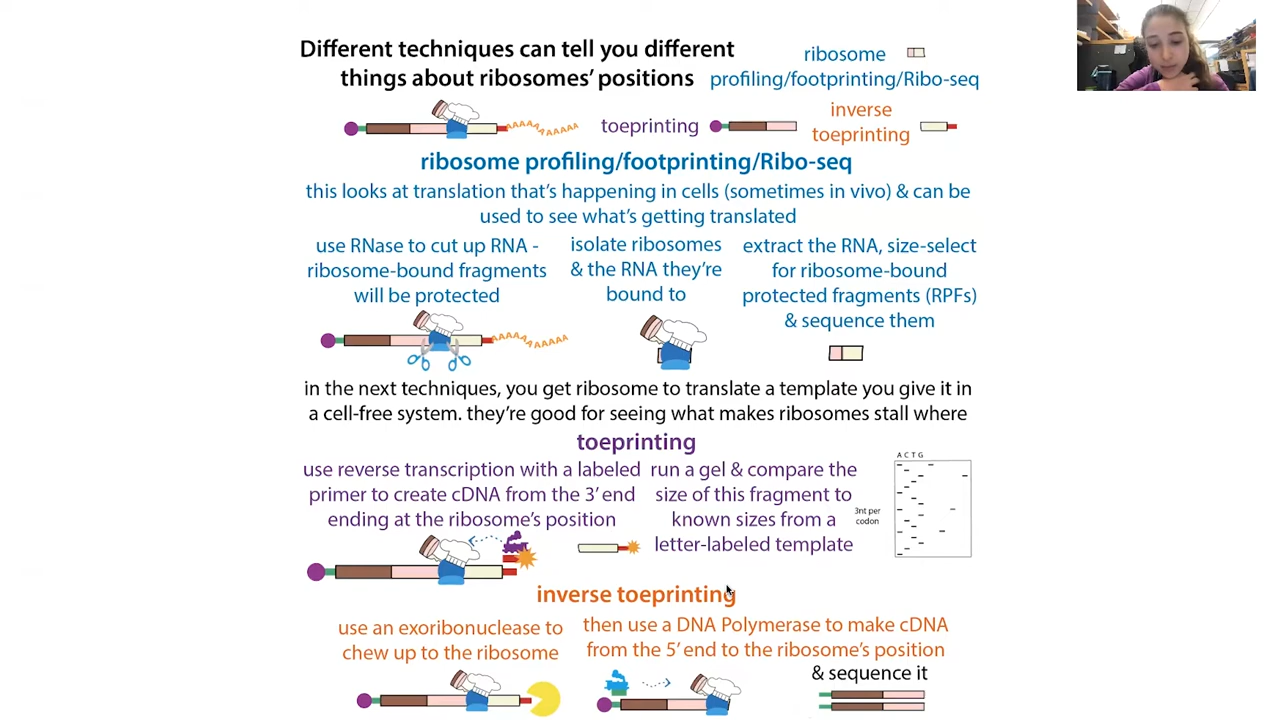 Different techniques can tell you different
things about ribosomes' positions
ribosome
profiling/footprinting/Ribo-seq
AAAAAAAAAAA
toeprinting
inverse
toeprinting
ribosome profiling/footprinting/Ribo-seq
this looks at translation that's happening in cells (sometimes in vivo) & can be
used to see what's getting translated
use RNase to cut up RNA -
ribosome-bound fragments
will be protected
isolate ribosomes
& the RNA they're
bound to
extract the RNA, size-select
for ribosome-bound
protected fragments (RPFs)
& sequence them
AAAAAAAAAAA
in the next techniques, you get ribosome to translate a template you give it in
a cell-free system. they're good for seeing what makes ribosomes stall where
toeprinting
use reverse transcription with a labeled
primer to create cDNA from the 3' end
ending at the ribosome's position
run a gel & compare the
size of this fragment to
known sizes from a
letter-labeled template
A C T G
3nt per
codon
inverse toeprinting
use an exoribonuclease to
chew up to the ribosome
then use a DNA Polymerase to make cDNA
from the 5' end to the ribosome's position
& sequence it